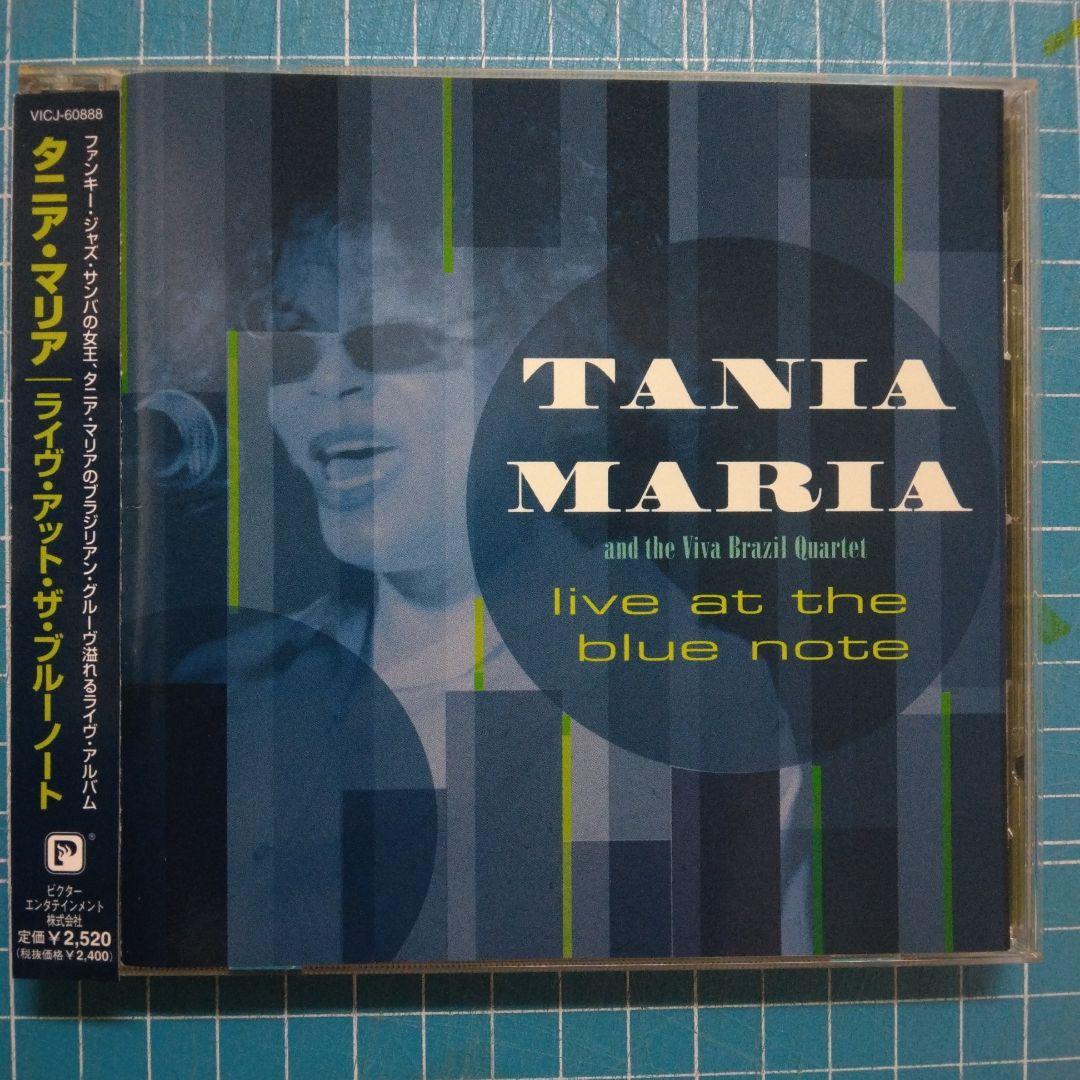 VICJ-60888
タニア・マリア|ライヴ・アット・ザ・ブルーノート
ファンキー・ジャズ・サンバの女王、タニア・マリアのブラジリアン・グルーヴ溢れるライヴ・アルバム
P®
ビクター
エンタテインメント
株式会社
定価￥2,520
(税抜価格￥2,400)
TANIA
MARIA
and the Viva Brazil Quartet
live at the
blue note